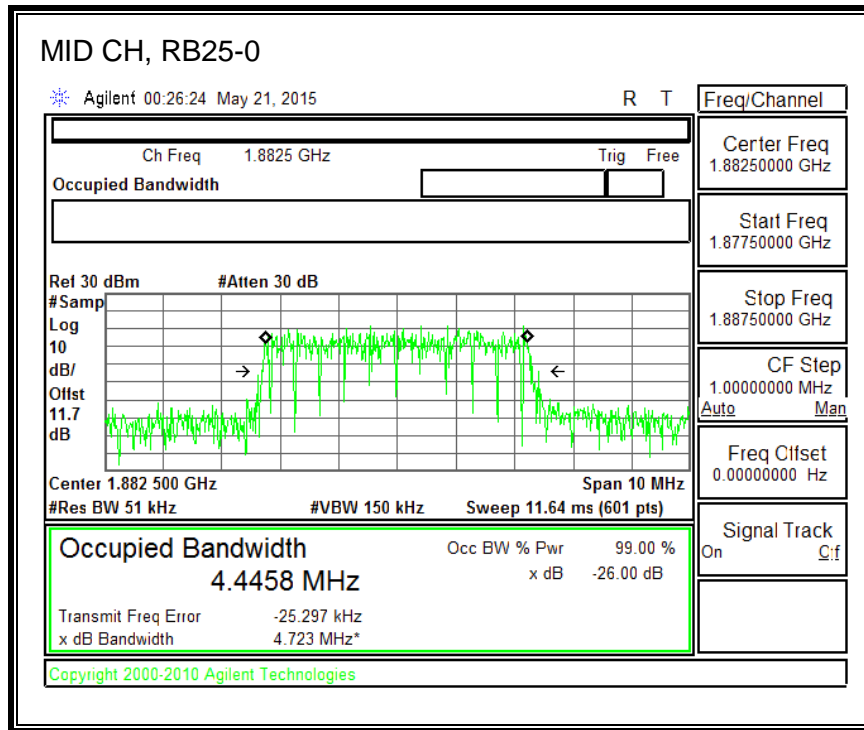 MID CH, RB25-0
Agilent 00:26:24 May 21, 2015 R T
Freq/Channel
Ch Freq 1.8825 GHz Trig Free
Occupied Bandwidth
Center Freq
1.88250000 GHz
Start Freq
1.87750000 GHz
Stop Freq
1.88750000 GHz
CF Step
1.00000000 MHz
Auto Man
Freq Offset
0.00000000 Hz
Signal Track
On Off
Ref 30 dBm #Atten 30 dB
#Samp
Log
10
dB/
Offst
11.7
dB
Center 1.882 500 GHz Span 10 MHz
#Res BW 51 kHz #VBW 150 kHz Sweep 11.64 ms (601 pts)
Occupied Bandwidth Occ BW % Pwr 99.00 %
4.4458 MHz x dB -26.00 dB
Transmit Freq Error -25.297 kHz
x dB Bandwidth 4.723 MHz*
Copyright 2000-2010 Agilent Technologies